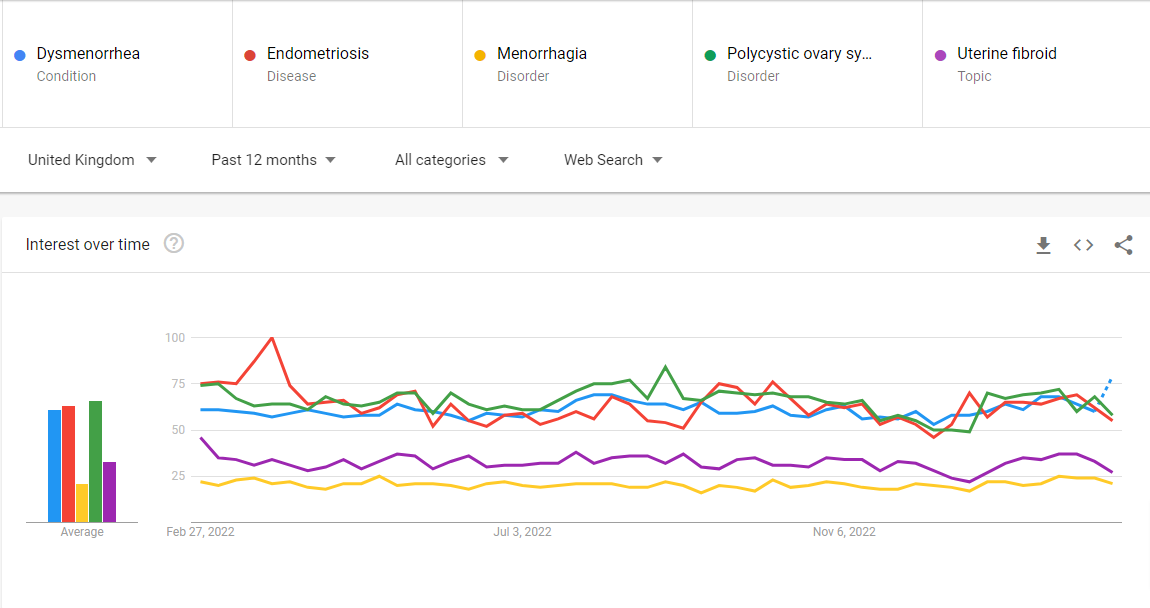 Dysmenorrhea
Condition
Endometriosis
Disease
Menorrhagia
Disorder
Polycystic ovary sy...
Disorder
Uterine fibroid
Topic
United Kingdom
Past 12 months
All categories
Web Search
Interest over time ?
100
75
50
25
Average
Feb 27, 2022
Jul 3, 2022
Nov 6, 2022